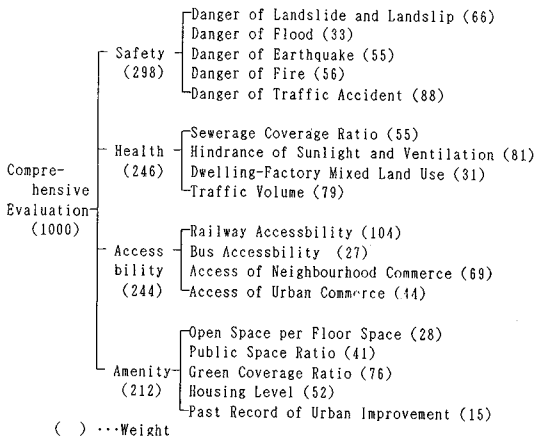 Danger of Landslide and Landslip (66)
Danger of Flood (33)
Safety
Danger of Earthquake (55)
(298)
Danger of Fire (56)
Danger of Traffic Accident (88)
Sewerage Coverage Ratio (55)
Health
Hindrance of Sunlight and Ventilation (81)
(246)
Dwelling-Factory Mixed Land Use (31)
Traffic Volume (79)
Compre-
hensive
Evaluation
(1000)
Railway Accessbility (104)
Access
Bus Accessbility (27)
bility
Access of Neighbourhood Commerce (69)
(244)
Access of Urban Commerce (44)
Open Space per Floor Space (28)
Public Space Ratio (41)
Amenity
Green Coverage Ratio (76)
(212)
Housing Level (52)
Past Record of Urban Improvement (15)
( ) ···Weight